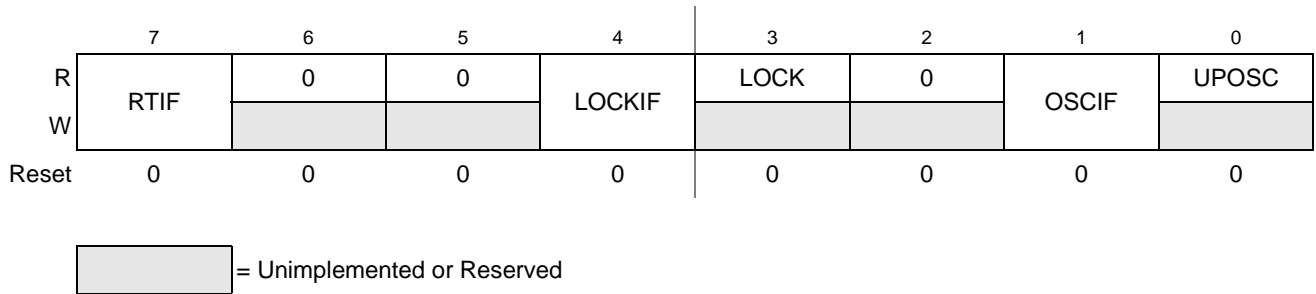 7 6 5 4 3 2 1 0
R RTIF 0 0 LOCKIF LOCK 0 OSCIF UPOSC
W
Reset 0 0 0 0 0 0 0 0
= Unimplemented or Reserved